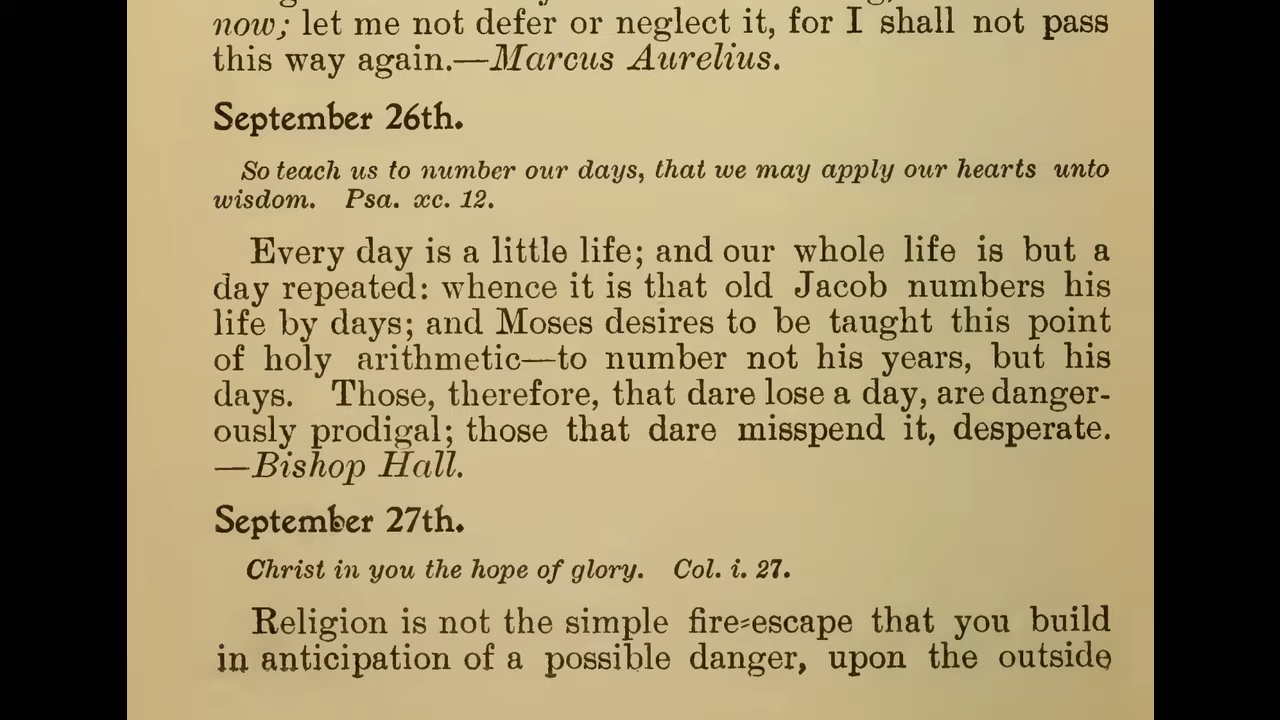 now; let me not defer or neglect it, for I shall not pass
this way again.—Marcus Aurelius.
September 26th.
So teach us to number our days, that we may apply our hearts unto
wisdom. Psa. xc. 12.
Every day is a little life; and our whole life is but a
day repeated: whence it is that old Jacob numbers his
life by days; and Moses desires to be taught this point
of holy arithmetic—to number not his years, but his
days. Those, therefore, that dare lose a day, are danger-
ously prodigal; those that dare misspend it, desperate.
—Bishop Hall.
September 27th.
Christ in you the hope of glory. Col. i. 27.
Religion is not the simple fire-escape that you build
in anticipation of a possible danger, upon the outside